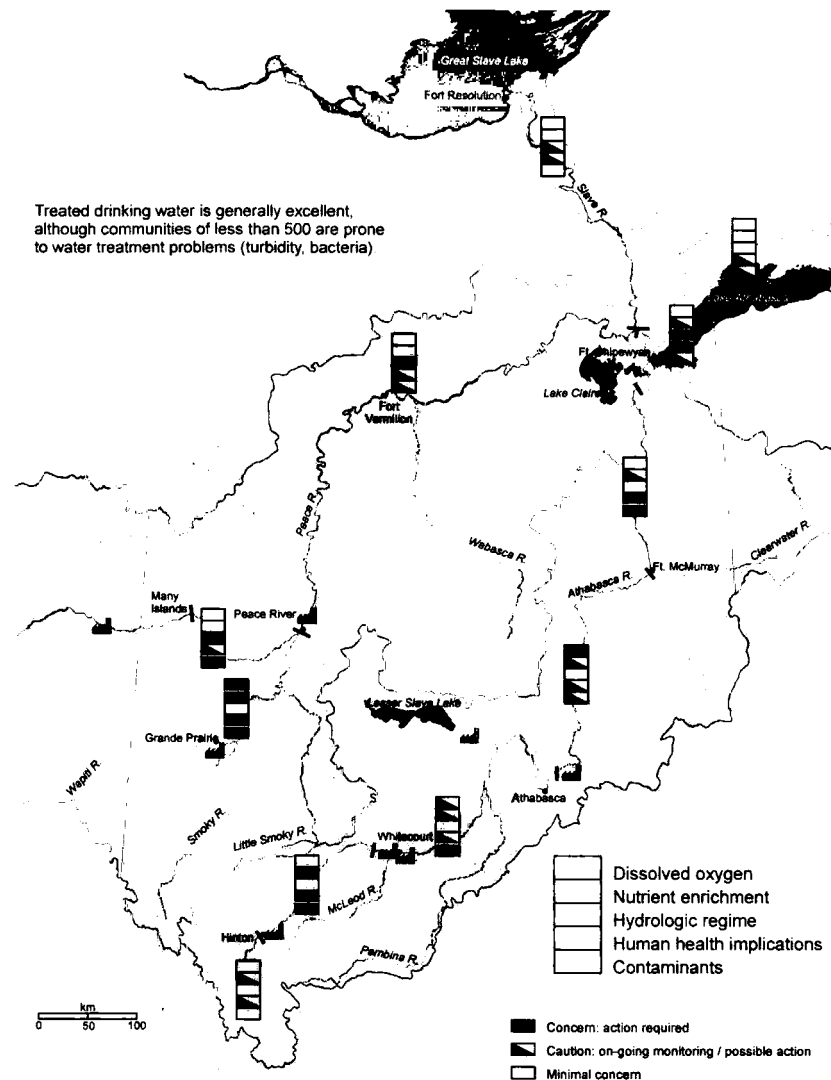 Great Slave Lake
Fort Resolution
Slave R.
Treated drinking water is generally excellent,
although communities of less than 500 are prone
to water treatment problems (turbidity, bacteria)
Lake
Ft.
Lake Claire
Fort
Vermilion
Peace R.
Wabasca R.
Clearwater R.
Ft. McMurray
Athabasca R.
Many
Islands
Peace River
Lesser Slave Lake
Grande Prairie
Wapiti R.
Athabasca
Smoky R.
Little Smoky R.
Whitecourt
McLeod R.
Hinton
Pembina R.
Dissolved oxygen
Nutrient enrichment
Hydrologic regime
Human health implications
Contaminants
km
0 50 100
Concern: action required
Caution: on-going monitoring / possible action
Minimal concern